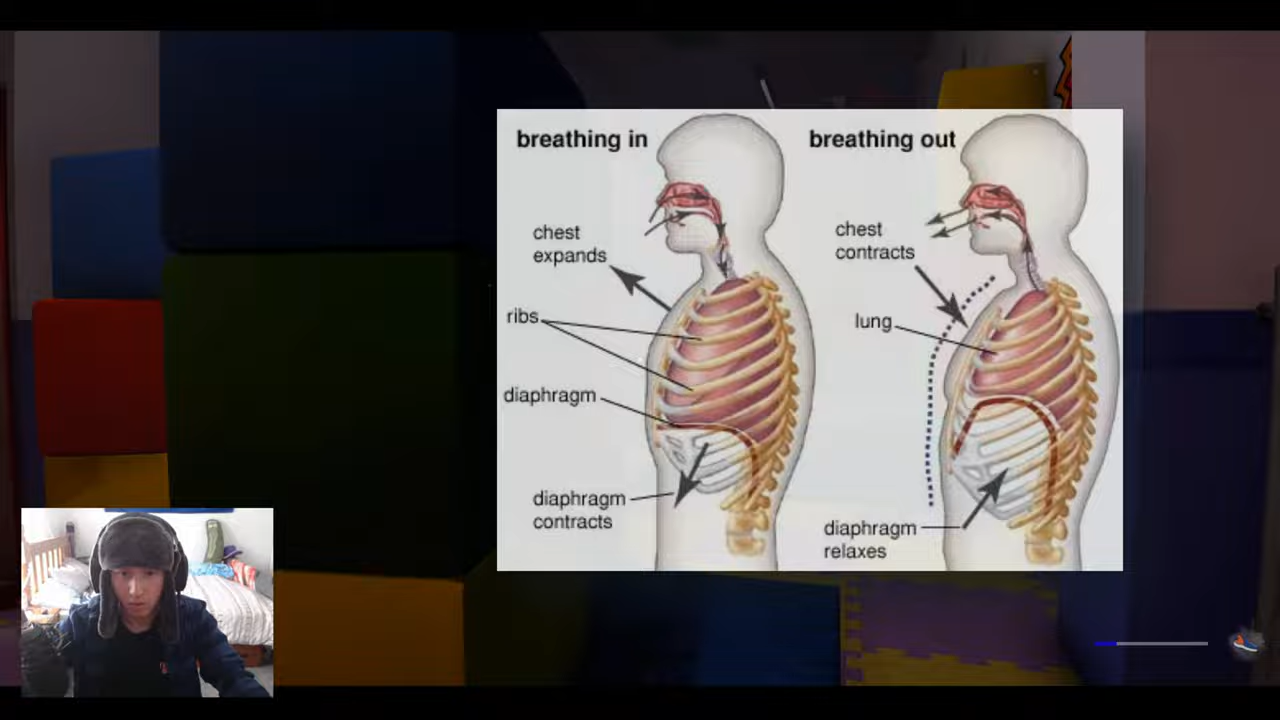 breathing in
chest
expands
ribs
diaphragm
diaphragm
contracts
breathing out
chest
contracts
lung
diaphragm
relaxes